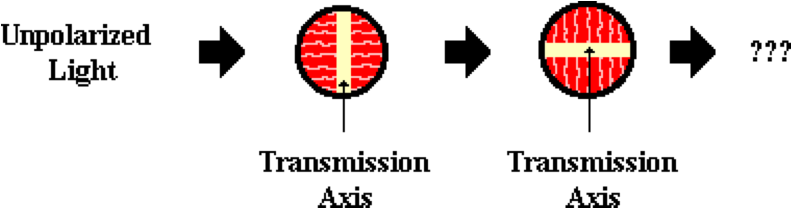 Unpolarized
Light
???
Transmission
Axis
Transmission
Axis